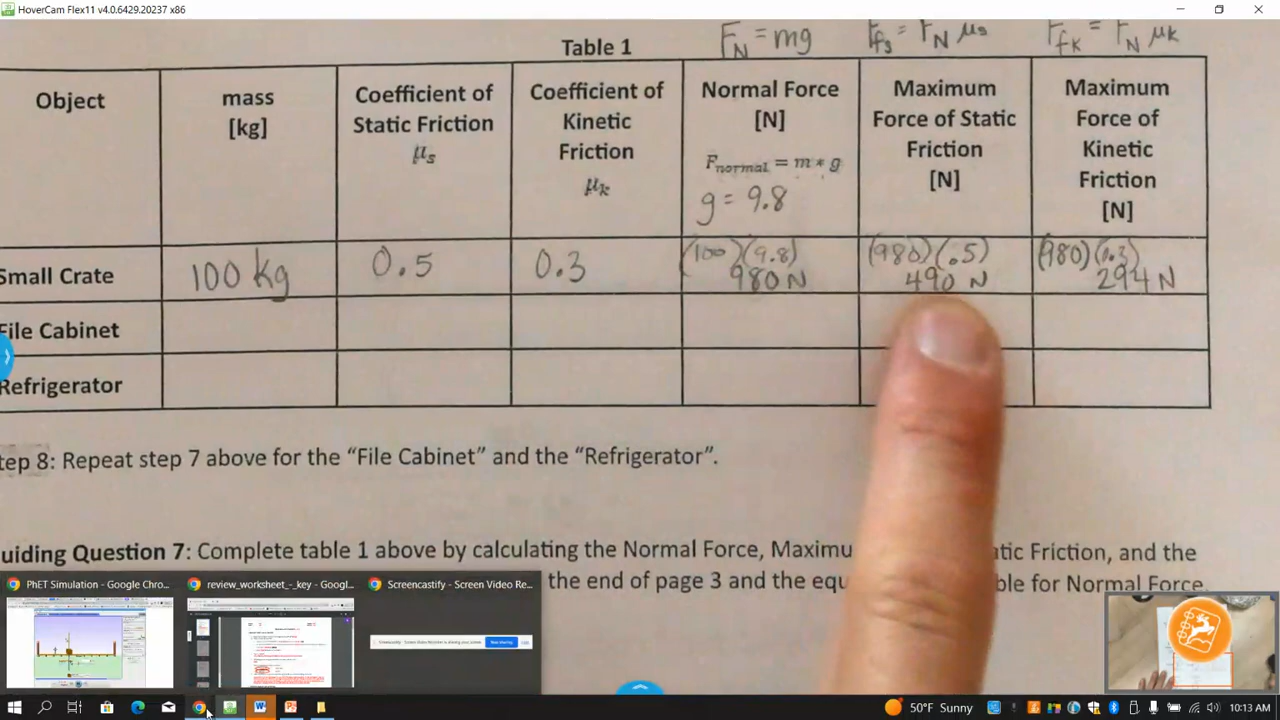 HoverCam Flex11 v4.0.6429.20237 x86
Table 1
F_N = mg
F_fs = F_N μs
F_fk = F_N μk
Object
mass
[kg]
Coefficient of
Static Friction
μs
Coefficient of
Kinetic
Friction
μk
Normal Force
[N]
Fnormal = m * g
g = 9.8
Maximum
Force of Static
Friction
[N]
Maximum
Force of
Kinetic
Friction
[N]
Small Crate
100 kg
0.5
0.3
(100)(9.8)
980 N
(980)(.5)
490 N
(980)(0.3)
294 N
File Cabinet
Refrigerator
tep 8: Repeat step 7 above for the “File Cabinet” and the “Refrigerator”.
uiding Question 7: Complete table 1 above by calculating the Normal Force, Maximu atic Friction, and the
the end of page 3 and the equ able for Normal Force.
PhET Simulation - Google Chro...
review_worksheet_-_key - Googl...
Screencastify - Screen Video Re...
Stop sharing
50°F Sunny
10:13 AM